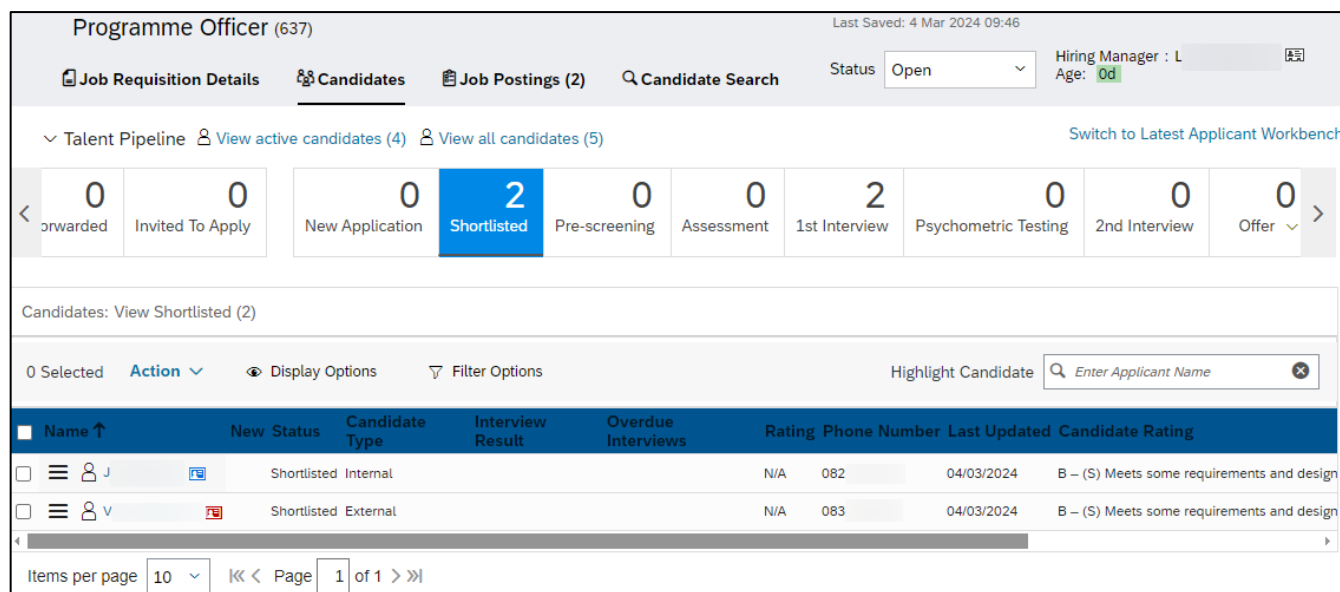 Programme Officer (637)
Last Saved: 4 Mar 2024 09:46
Job Requisition Details Candidates Job Postings (2) Candidate Search
Status Open
Hiring Manager : L
Age: 0d
Talent Pipeline View active candidates (4) View all candidates (5)
Switch to Latest Applicant Workbench
0 0 0 2 0 0 2 0 0 0
orwarded Invited To Apply New Application Shortlisted Pre-screening Assessment 1st Interview Psychometric Testing 2nd Interview Offer
Candidates: View Shortlisted (2)
0 Selected Action Display Options Filter Options Highlight Candidate Enter Applicant Name
Name New Status Candidate Type Interview Result Overdue Interviews Rating Phone Number Last Updated Candidate Rating
J Shortlisted Internal N/A 082 04/03/2024 B – (S) Meets some requirements and design
V Shortlisted External N/A 083 04/03/2024 B – (S) Meets some requirements and design
Items per page 10 Page 1 of 1